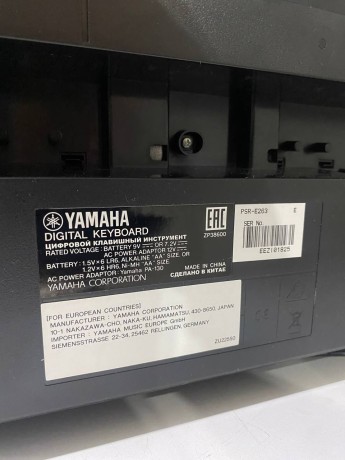 YAMAHA
DIGITAL KEYBOARD
ЦИФРОВОЙ КЛАВИШНЫЙ ИНСТРУМЕНТ
RATED VOLTAGE : BATTERY 9V OR 7.2V
AC POWER ADAPTOR 12V
BATTERY : 1.5V×6 LR6, ALKALINE "AA" SIZE, OR
1.2V×6 HR6, Ni-MH "AA" SIZE
AC POWER ADAPTOR : Yamaha PA-130
YAMAHA CORPORATION
EAC
ZP38600
MADE IN CHINA
СДЕЛАНО В КИТАЕ
PSR-E263 E
SER No.
EEZI01825
[FOR EUROPEAN COUNTRIES]
MANUFACTURER : YAMAHA CORPORATION
10-1 NAKAZAWA-CHO, NAKA-KU, HAMAMATSU, 430-8650, JAPAN
IMPORTER : YAMAHA MUSIC EUROPE GmbH
SIEMENSSTRASSE 22-34, 25462 RELLINGEN, GERMANY